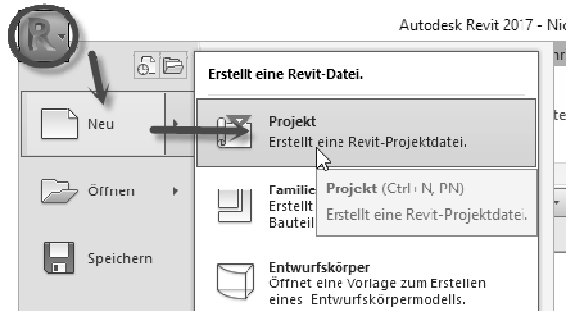 Autodesk Revit 2017 - Nic
R
Erstellt eine Revit-Datei.
Neu
Projekt
Erstellt eine Revit-Projektdatei.
Öffnen
Familie
Erstellt
Bauteil
Projekt (Ctrl+N, PN)
Erstellt eine Revit-Projektdatei.
Speichern
Entwurfskörper
Öffnet eine Vorlage zum Erstellen
eines Entwurfskörpermodells.